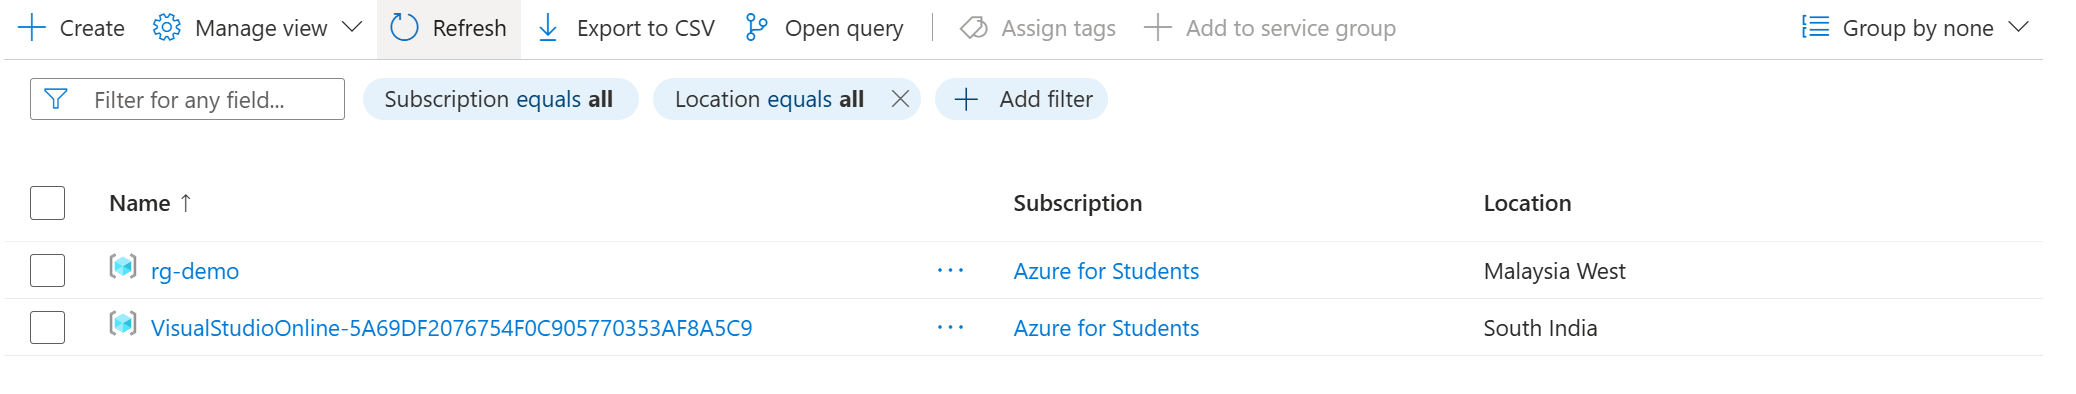 Create Manage view Refresh Export to CSV Open query Assign tags Add to service group Group by none
Filter for any field... Subscription equals all Location equals all Add filter
Name ↑ Subscription Location
rg-demo ... Azure for Students Malaysia West
VisualStudioOnline-5A69DF2076754F0C905770353AF8A5C9 ... Azure for Students South India